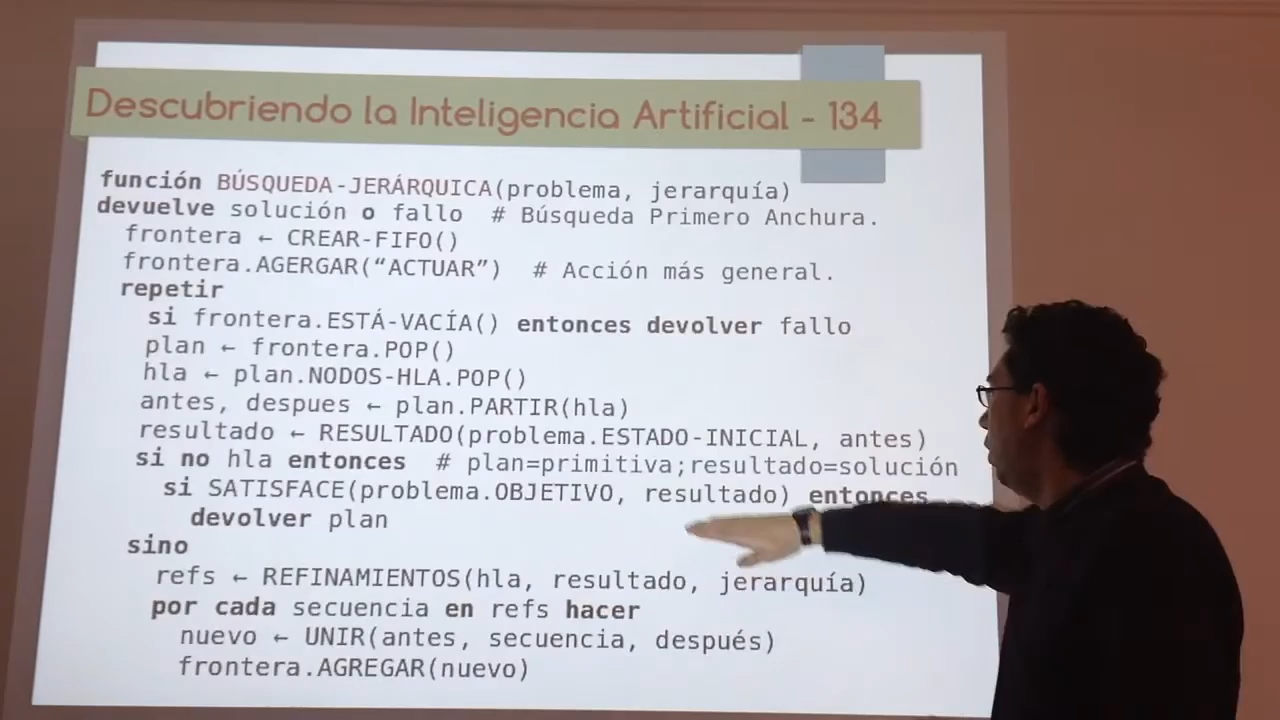 Descubriendo la Inteligencia Artificial - 134
función BÚSQUEDA-JERÁRQUICA(problema, jerarquía)
devuelve solución o fallo # Búsqueda Primero Anchura.
frontera ← CREAR-FIFO()
frontera.AGERGAR(“ACTUAR”) # Acción más general.
repetir
si frontera.ESTÁ-VACÍA() entonces devolver fallo
plan ← frontera.POP()
hla ← plan.NODOS-HLA.POP()
antes, despues ← plan.PARTIR(hla)
resultado ← RESULTADO(problema.ESTADO-INICIAL, antes)
si no hla entonces # plan=primitiva;resultado=solución
si SATISFACE(problema.OBJETIVO, resultado) entonces
devolver plan
sino
refs ← REFINAMIENTOS(hla, resultado, jerarquía)
por cada secuencia en refs hacer
nuevo ← UNIR(antes, secuencia, después)
frontera.AGREGAR(nuevo)